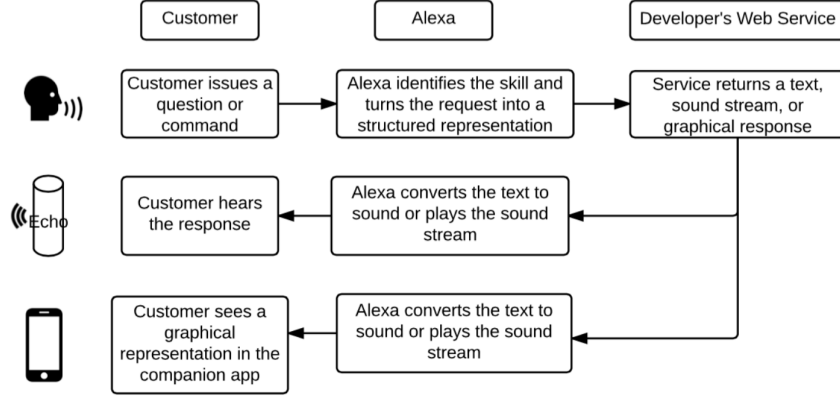 Customer
Alexa
Developer's Web Service
Customer issues a
question or
command
Alexa identifies the skill and
turns the request into a
structured representation
Service returns a text,
sound stream, or
graphical response
Echo
Customer hears
the response
Alexa converts the text to
sound or plays the sound
stream
Customer sees a
graphical
representation in the
companion app
Alexa converts the text to
sound or plays the sound
stream